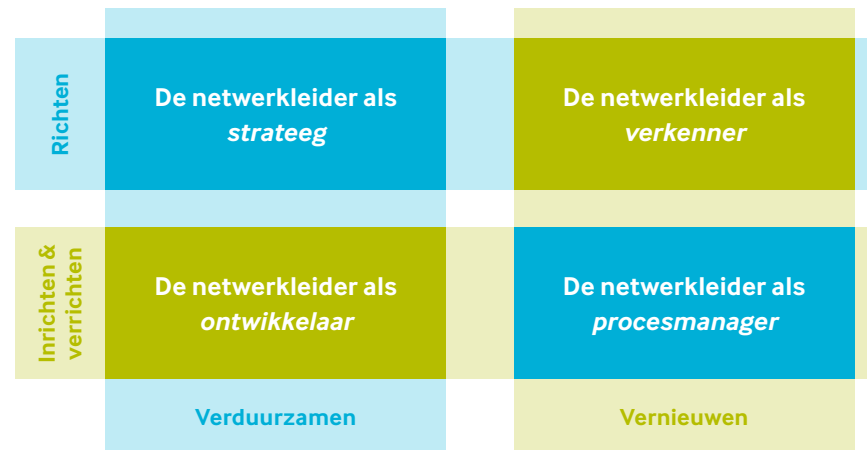 Richten
De netwerkleider als
strateeg
De netwerkleider als
verkenner
Inrichten &
verrichten
De netwerkleider als
ontwikkelaar
De netwerkleider als
procesmanager
Verduurzamen
Vernieuwen